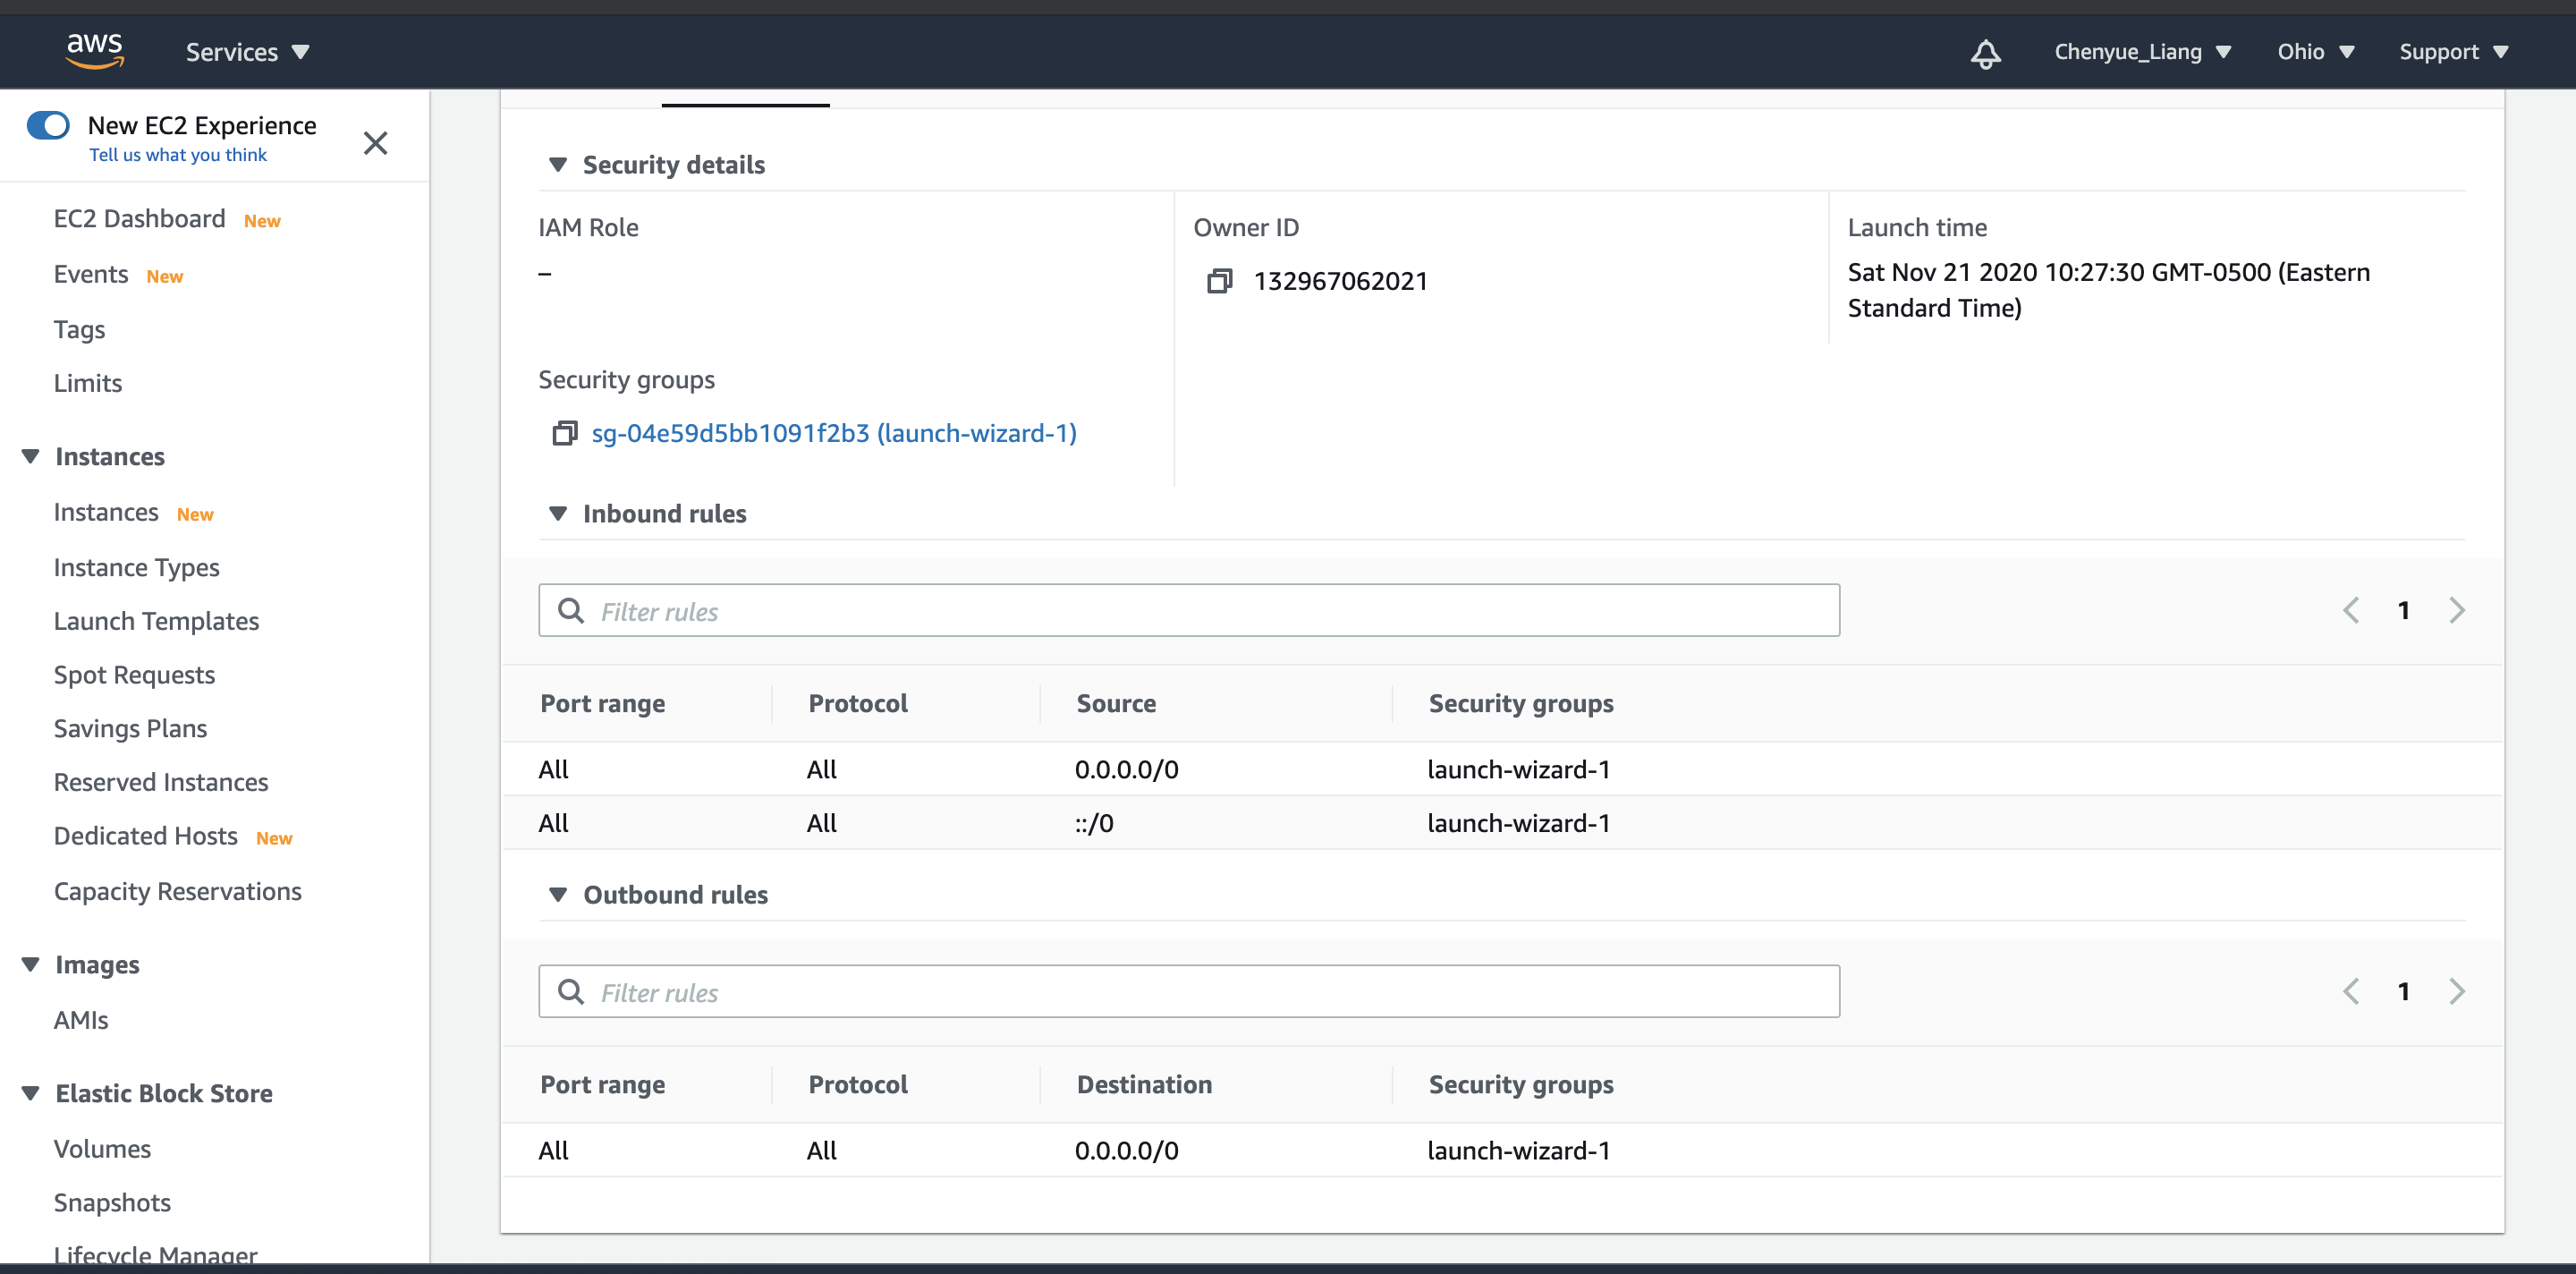 aws
Services
Chenyue_Liang
Ohio
Support
New EC2 Experience
Tell us what you think
EC2 Dashboard New
Events New
Tags
Limits
Instances
Instances New
Instance Types
Launch Templates
Spot Requests
Savings Plans
Reserved Instances
Dedicated Hosts New
Capacity Reservations
Images
AMIs
Elastic Block Store
Volumes
Snapshots
Lifecycle Manager
Security details
IAM Role
–
Owner ID
132967062021
Launch time
Sat Nov 21 2020 10:27:30 GMT-0500 (Eastern
Standard Time)
Security groups
sg-04e59d5bb1091f2b3 (launch-wizard-1)
Inbound rules
Filter rules
1
Port range Protocol Source Security groups
All All 0.0.0.0/0 launch-wizard-1
All All ::/0 launch-wizard-1
Outbound rules
Filter rules
1
Port range Protocol Destination Security groups
All All 0.0.0.0/0 launch-wizard-1